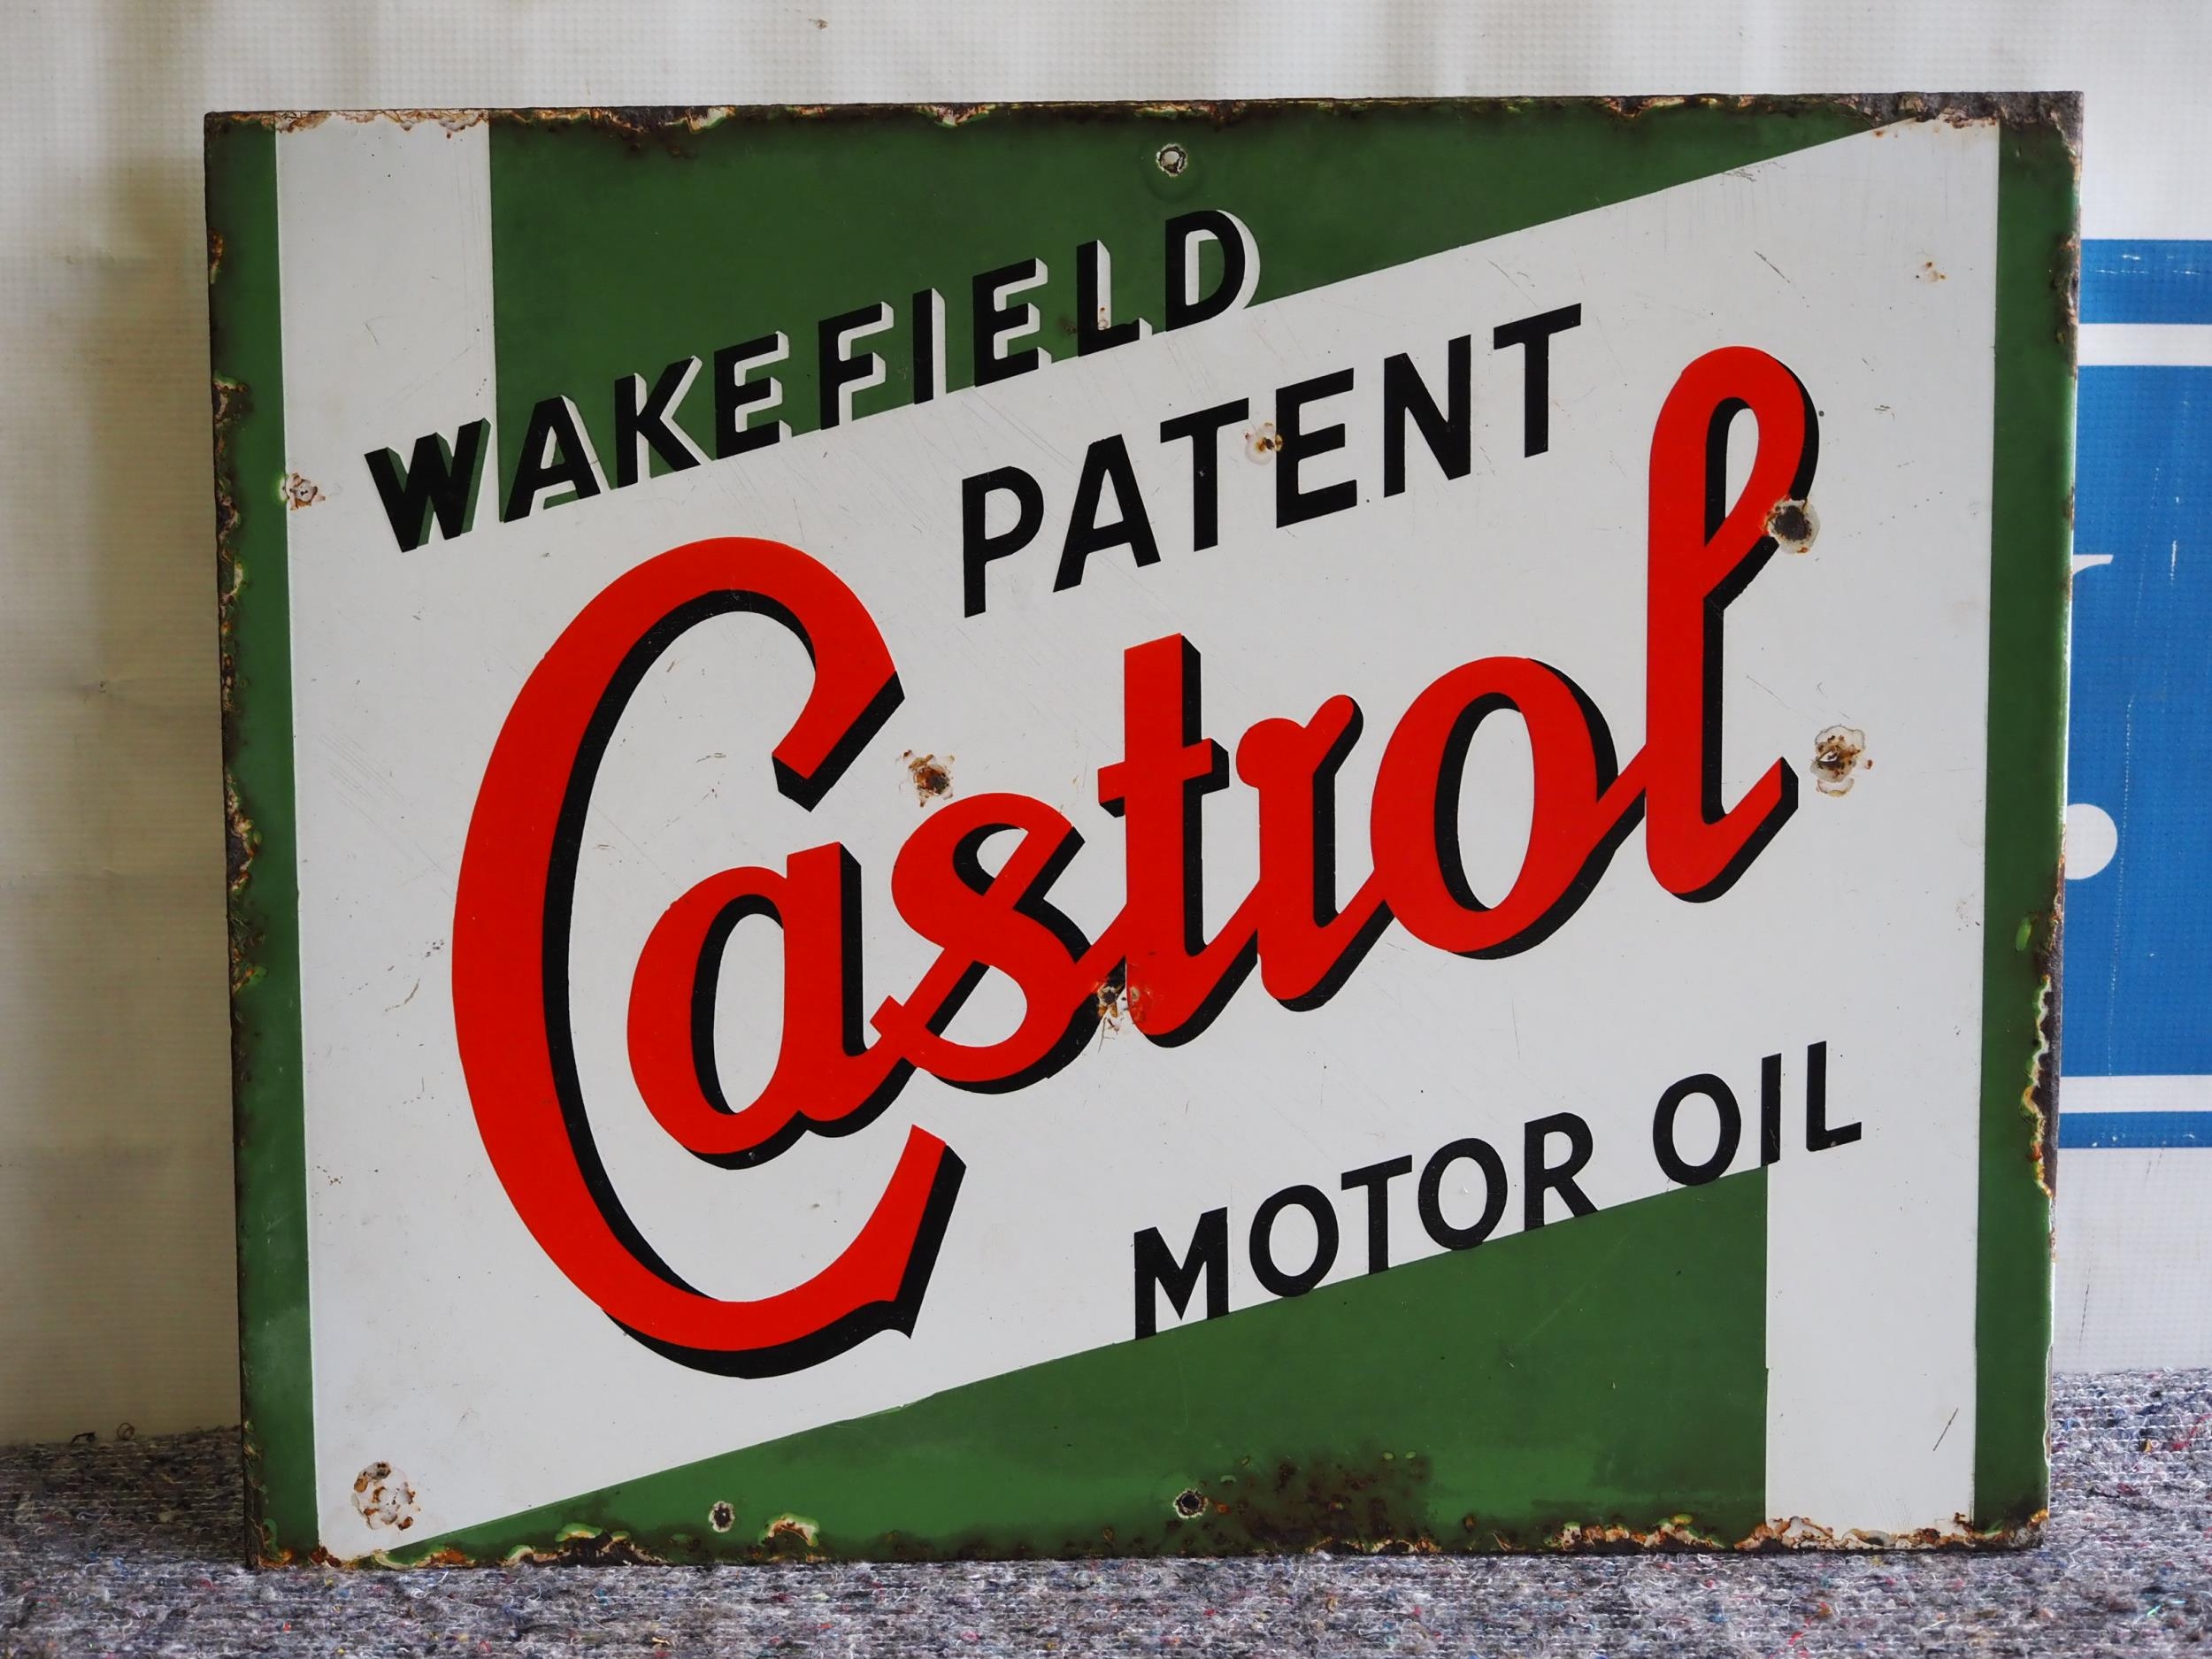 WAKEFIELD
PATENT
Castrol
MOTOR OIL